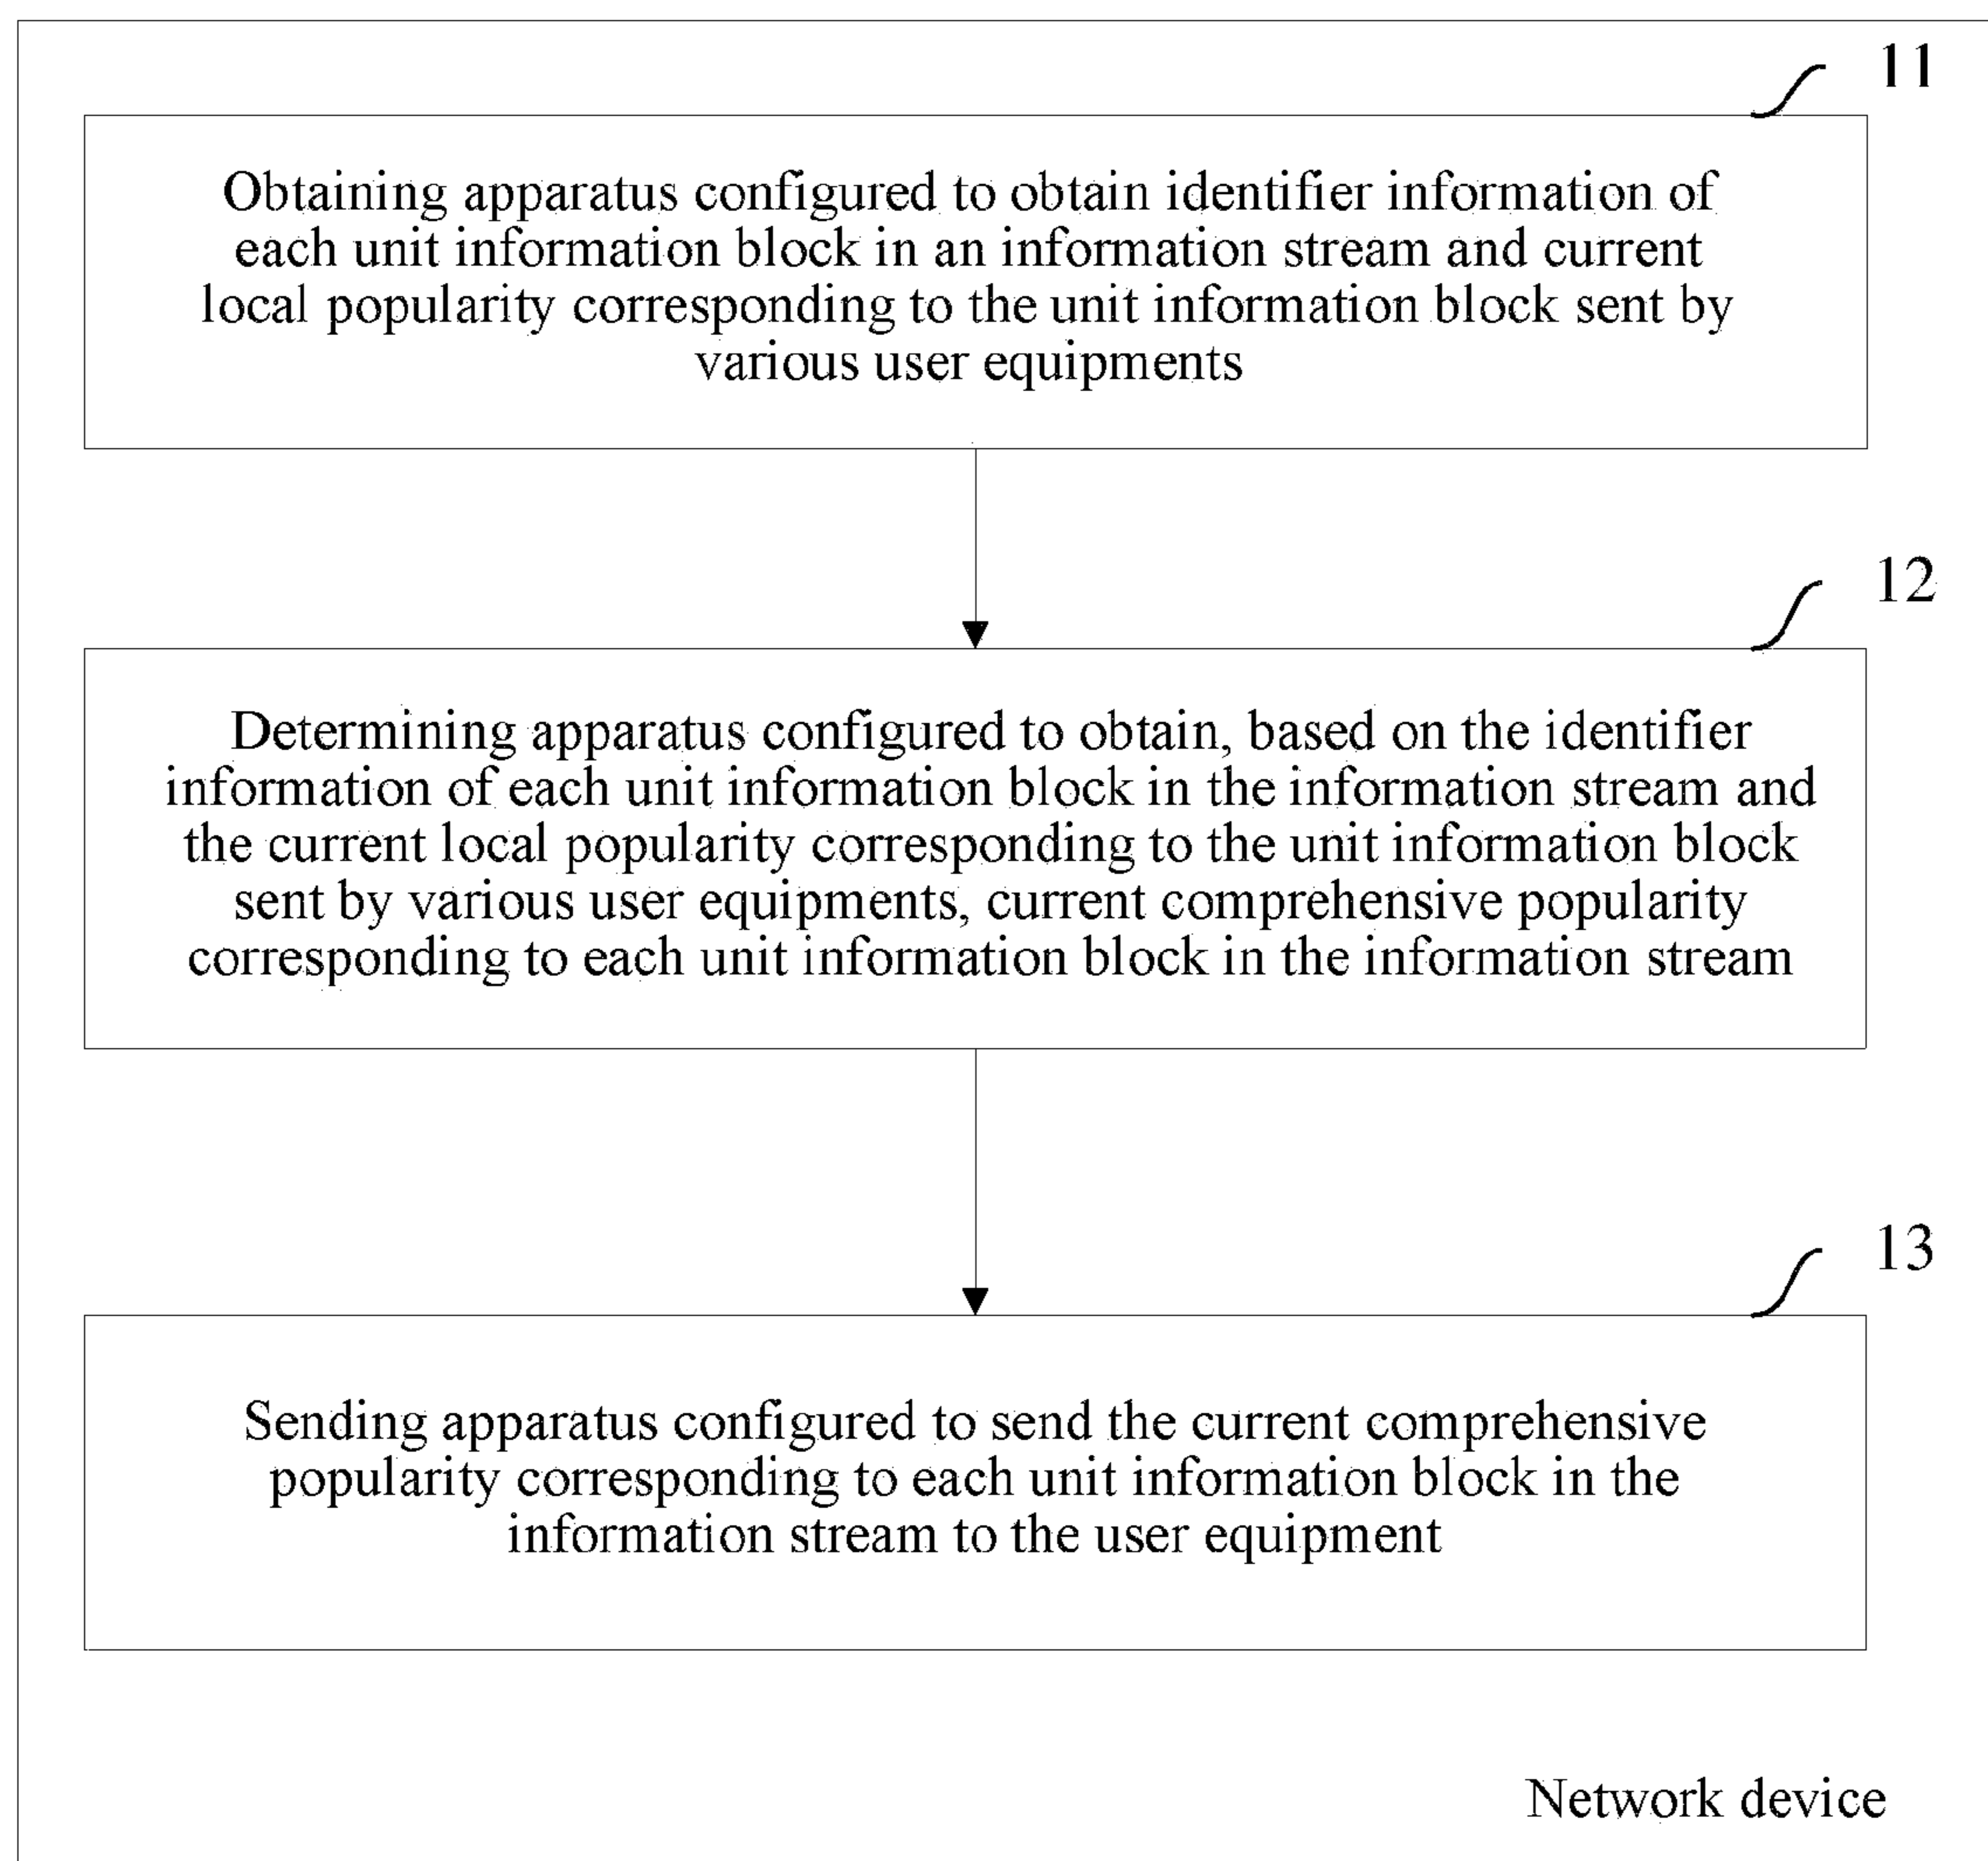 11
Obtaining apparatus configured to obtain identifier information of
each unit information block in an information stream and current
local popularity corresponding to the unit information block sent by
various user equipments
12
Determining apparatus configured to obtain, based on the identifier
information of each unit information block in the information stream and
the current local popularity corresponding to the unit information block
sent by various user equipments, current comprehensive popularity
corresponding to each unit information block in the information stream
13
Sending apparatus configured to send the current comprehensive
popularity corresponding to each unit information block in the
information stream to the user equipment
Network device